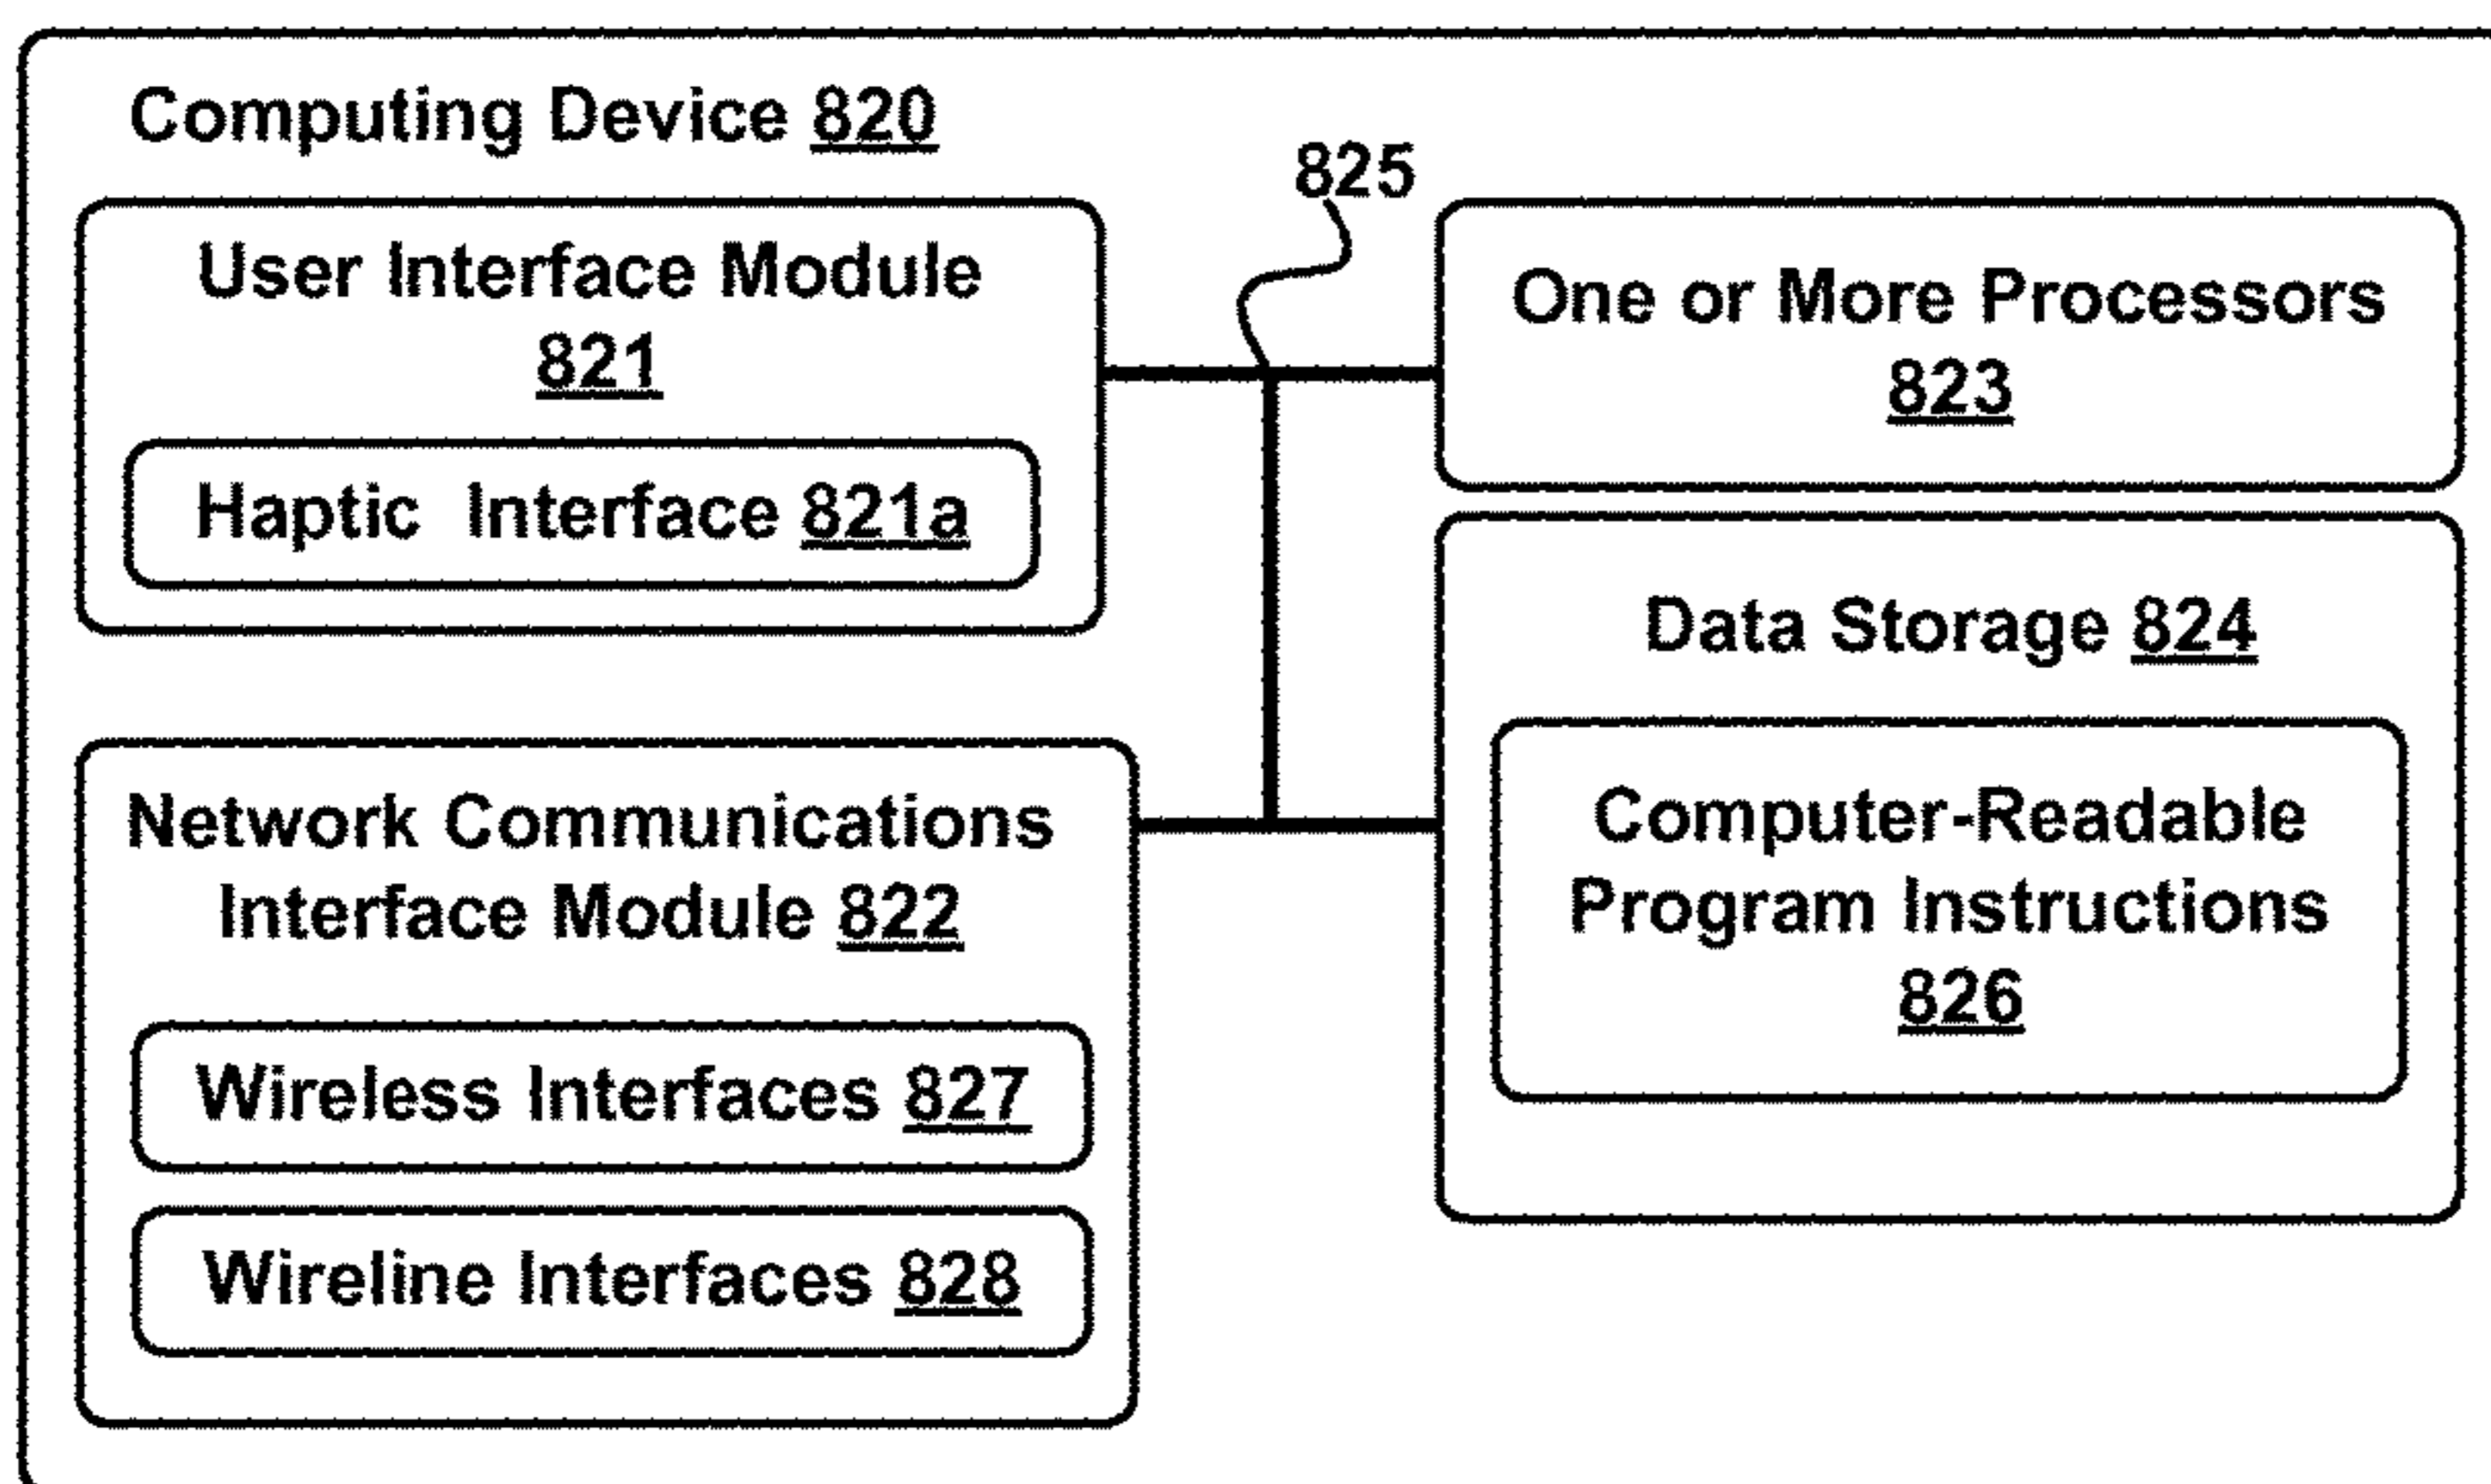 Computing Device 820
825
User Interface Module
821
Haptic Interface 821a
One or More Processors
823
Data Storage 824
Computer-Readable
Program Instructions
826
Network Communications
Interface Module 822
Wireless Interfaces 827
Wireline Interfaces 828